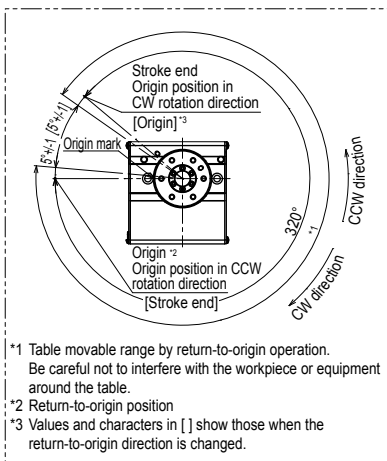 Stroke end
Origin position in
CW rotation direction
[Origin]*3
5°+/-1 [5°+/-1]
Origin mark
CCW direction
320°
*1
CW direction
Origin *2
Origin position in CCW
rotation direction
[Stroke end]
*1 Table movable range by return-to-origin operation.
Be careful not to interfere with the workpiece or equipment
around the table.
*2 Return-to-origin position
*3 Values and characters in [ ] show those when the
return-to-origin direction is changed.